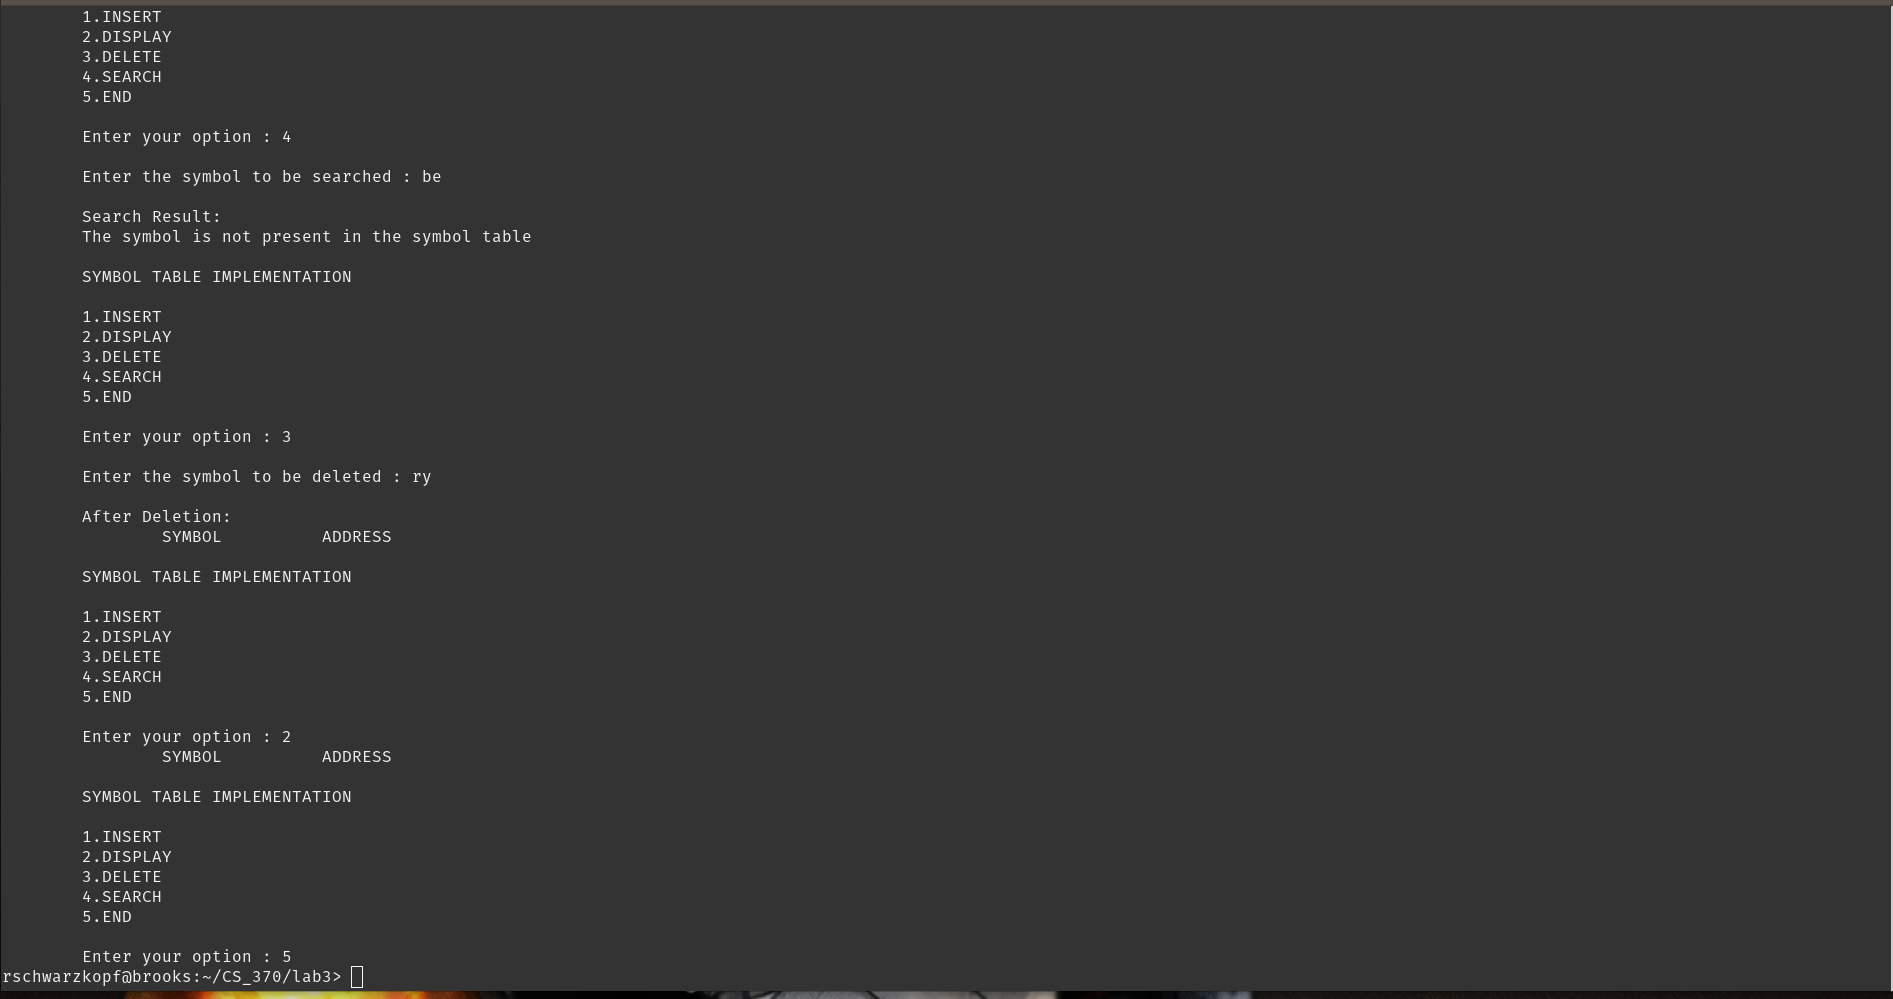 1.INSERT
2.DISPLAY
3.DELETE
4.SEARCH
5.END
Enter your option : 4
Enter the symbol to be searched : be
Search Result:
The symbol is not present in the symbol table
SYMBOL TABLE IMPLEMENTATION
1.INSERT
2.DISPLAY
3.DELETE
4.SEARCH
5.END
Enter your option : 3
Enter the symbol to be deleted : ry
After Deletion:
SYMBOL ADDRESS
SYMBOL TABLE IMPLEMENTATION
1.INSERT
2.DISPLAY
3.DELETE
4.SEARCH
5.END
Enter your option : 2
SYMBOL ADDRESS
SYMBOL TABLE IMPLEMENTATION
1.INSERT
2.DISPLAY
3.DELETE
4.SEARCH
5.END
Enter your option : 5
rschwarzkopf@brooks:~/CS_370/lab3>